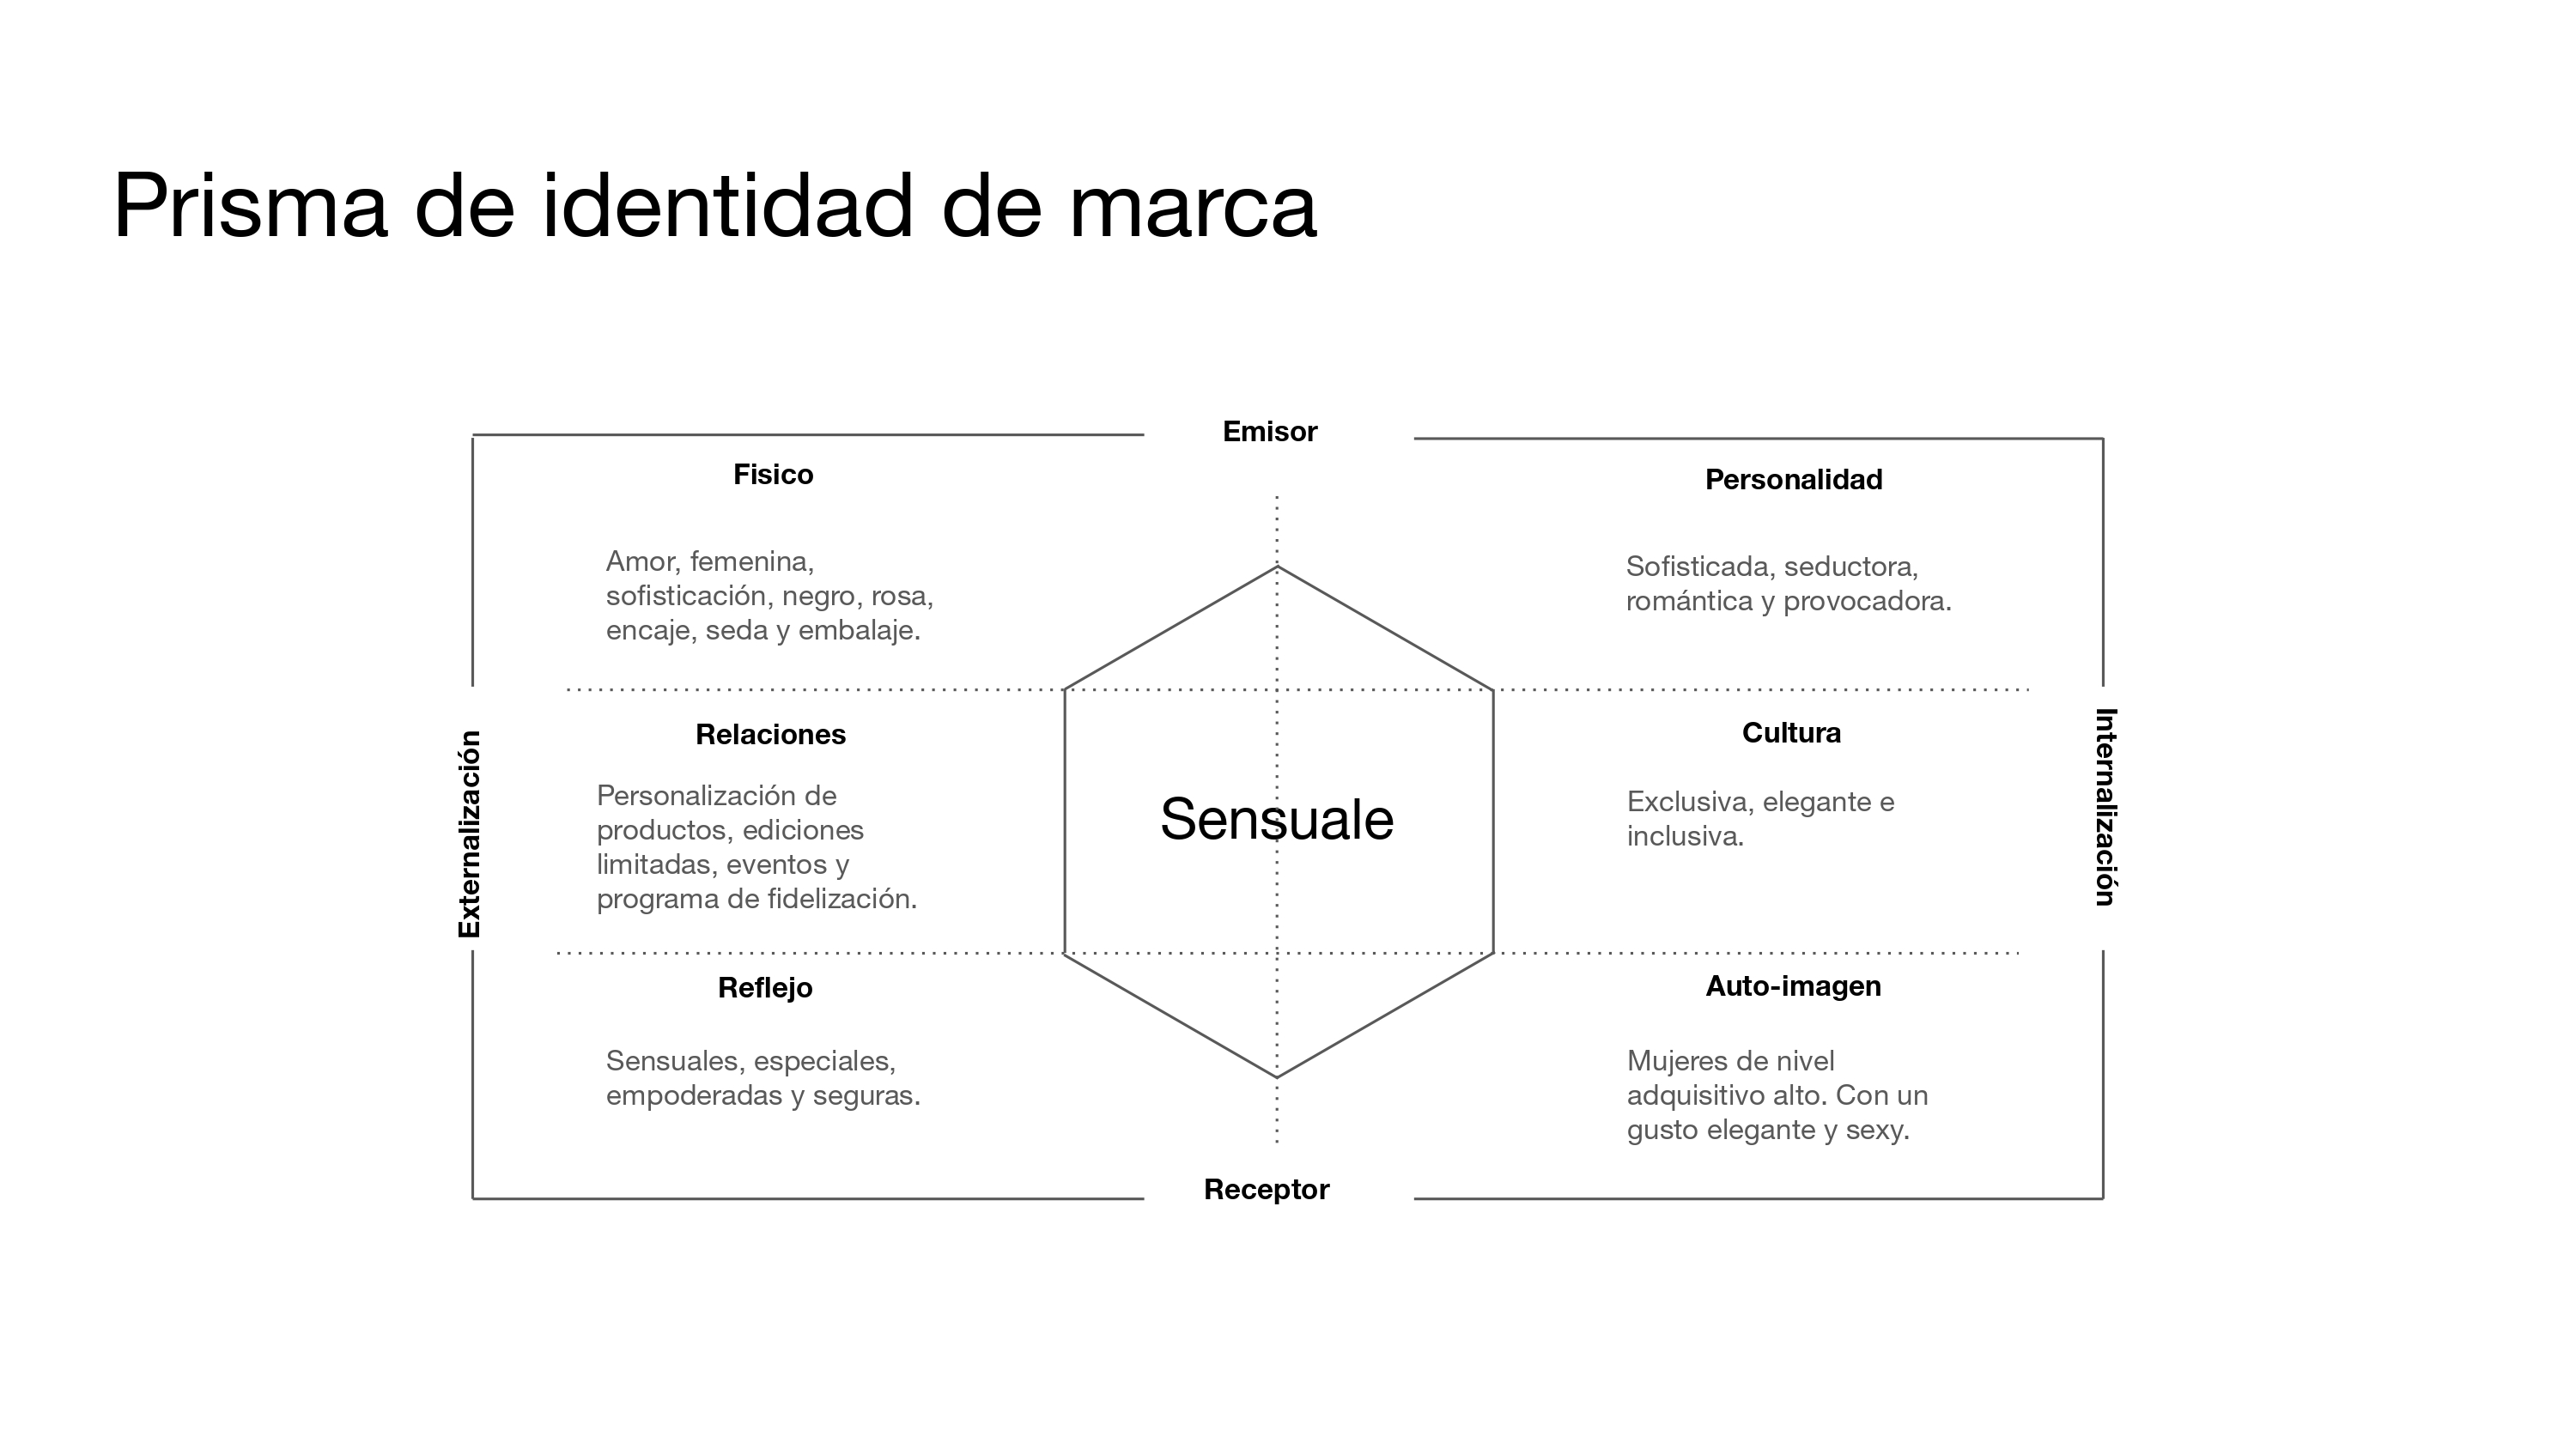 Prisma de identidad de marca
Emisor
Fisico
Amor, femenina,
sofisticación, negro, rosa,
encaje, seda y embalaje.
Personalidad
Sofisticada, seductora,
romántica y provocadora.
Externalización
Relaciones
Personalización de
productos, ediciones
limitadas, eventos y
programa de fidelización.
Sensuale
Cultura
Exclusiva, elegante e
inclusiva.
Internalización
Reflejo
Sensuales, especiales,
empoderadas y seguras.
Auto-imagen
Mujeres de nivel
adquisitivo alto. Con un
gusto elegante y sexy.
Receptor